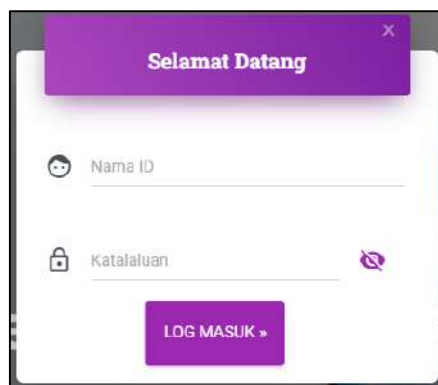 ×
Selamat Datang
Nama ID
Katalaluan
LOG MASUK »